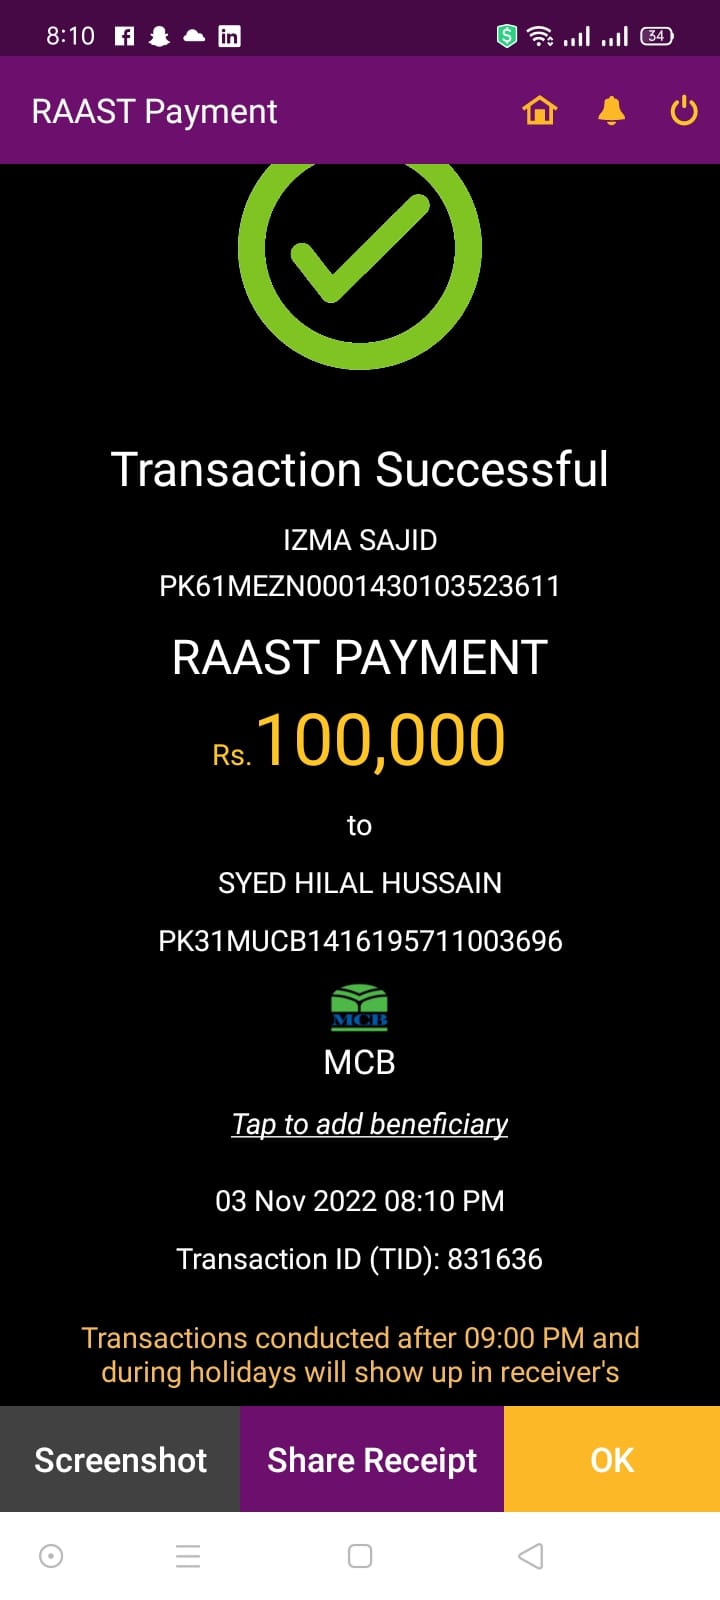 8:10
34
RAAST Payment
Transaction Successful
IZMA SAJID
PK61MEZN0001430103523611
RAAST PAYMENT
Rs. 100,000
to
SYED HILAL HUSSAIN
PK31MUCB1416195711003696
MCB
MCB
Tap to add beneficiary
03 Nov 2022 08:10 PM
Transaction ID (TID): 831636
Transactions conducted after 09:00 PM and
during holidays will show up in receiver's
Screenshot
Share Receipt
OK